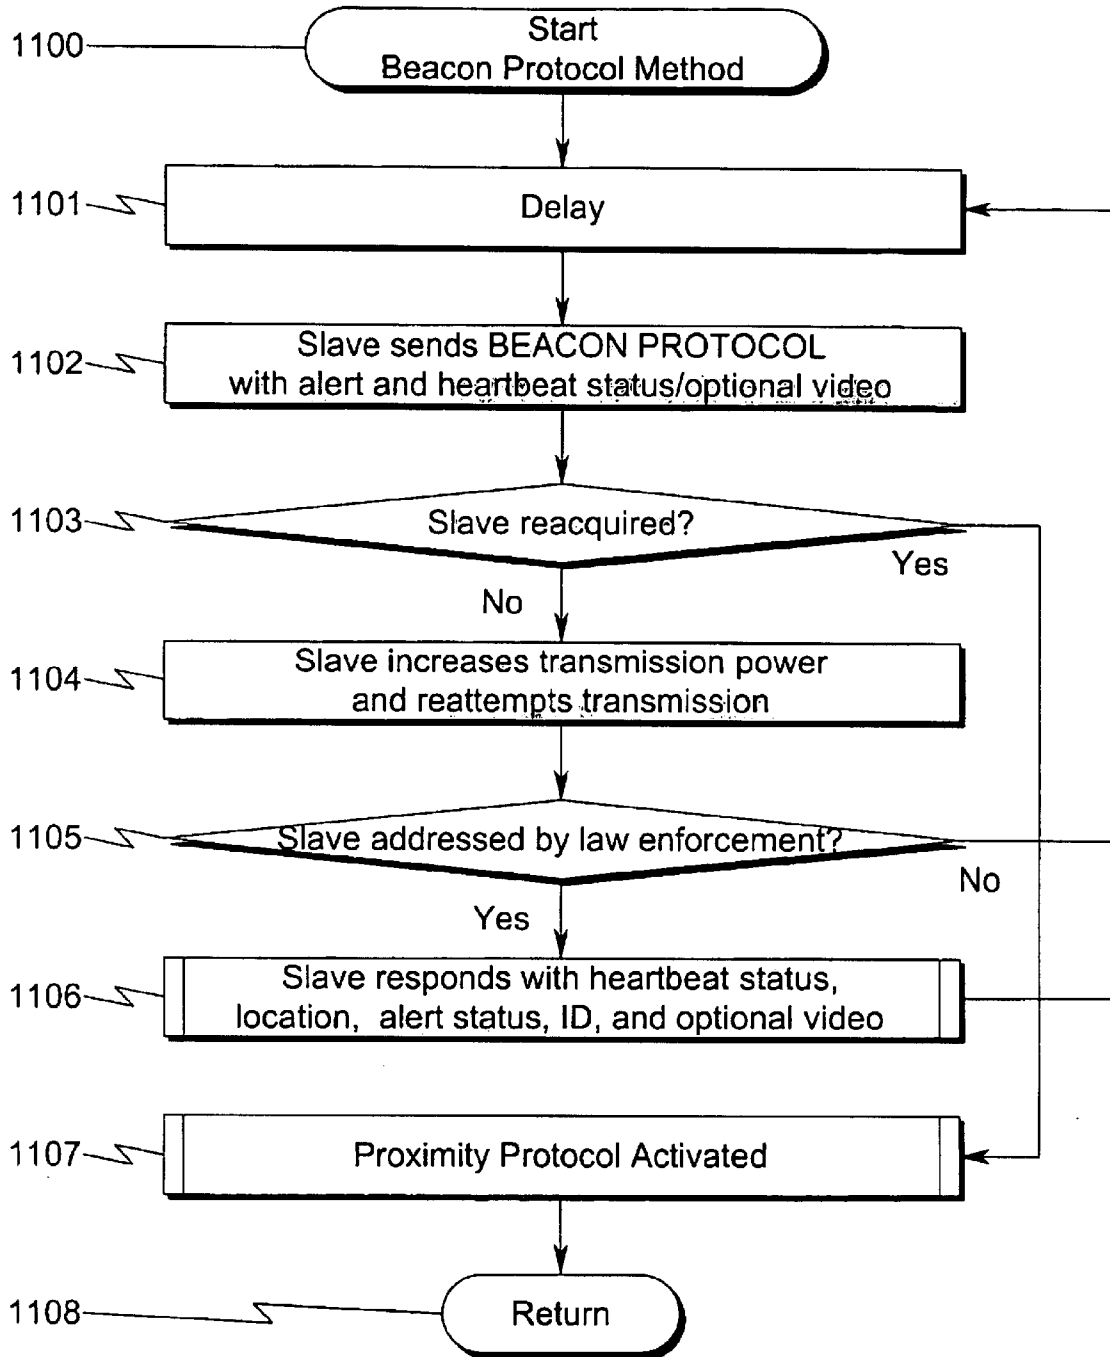 1100
Start
Beacon Protocol Method
1101
Delay
1102
Slave sends BEACON PROTOCOL
with alert and heartbeat status/optional video
1103
Slave reacquired?
Yes
No
1104
Slave increases transmission power
and reattempts transmission
1105
Slave addressed by law enforcement?
No
Yes
1106
Slave responds with heartbeat status,
location, alert status, ID, and optional video
1107
Proximity Protocol Activated
1108
Return